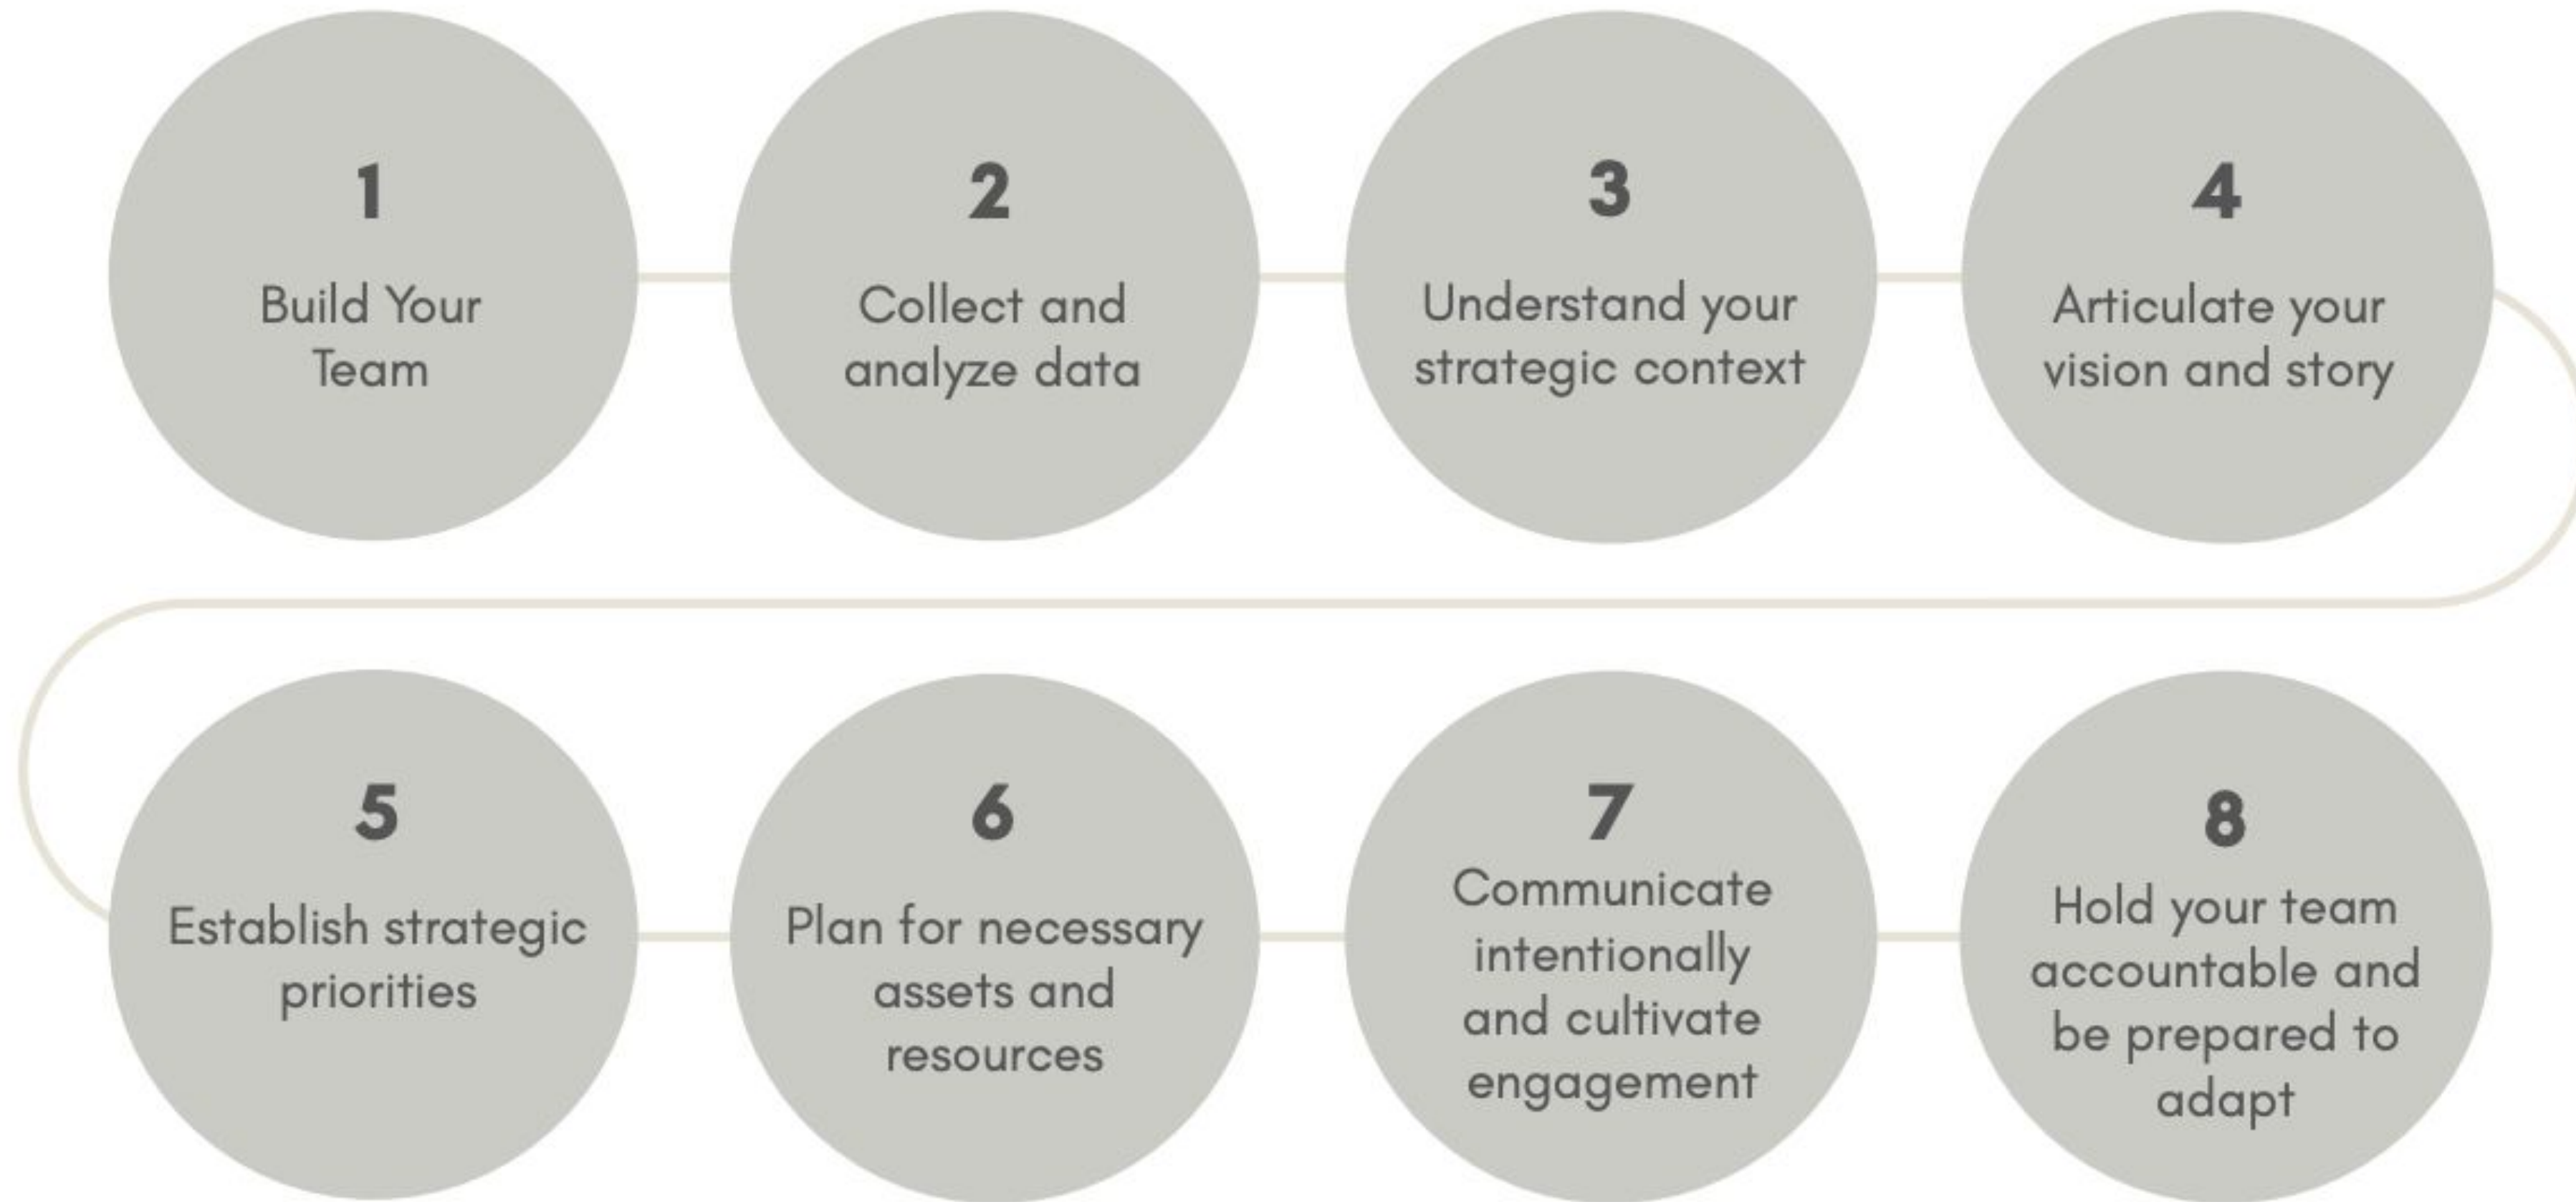 1
Build Your
Team
2
Collect and
analyze data
3
Understand your
strategic context
4
Articulate your
vision and story
5
Establish strategic
priorities
6
Plan for necessary
assets and
resources
7
Communicate
intentionally
and cultivate
engagement
8
Hold your team
accountable and
be prepared to
adapt